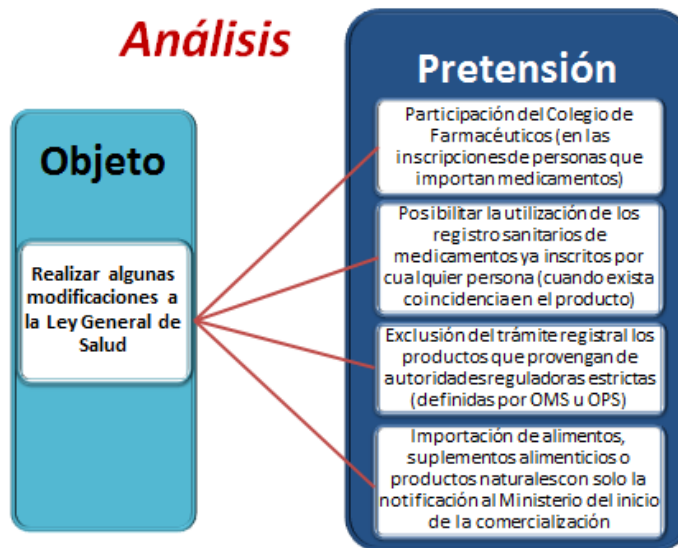 Análisis
Objeto
Realizar algunas
modificaciones a
la Ley General de
Salud
Pretensión
Participación del Colegio de
Farmacéuticos (en las
inscripciones de personas que
importan medicamentos)
Posibilitar la utilización de los
registro sanitarios de
medicamentos ya inscritos por
cualquier persona (cuando exista
coincidencia en el producto)
Exclusión del trámite registral los
productos que provengan de
autoridades reguladoras estrictas
(definidas por OMS u OPS)
Importación de alimentos,
suplementos alimenticios o
productos naturales con solo la
notificación al Ministerio del inicio
de la comercialización